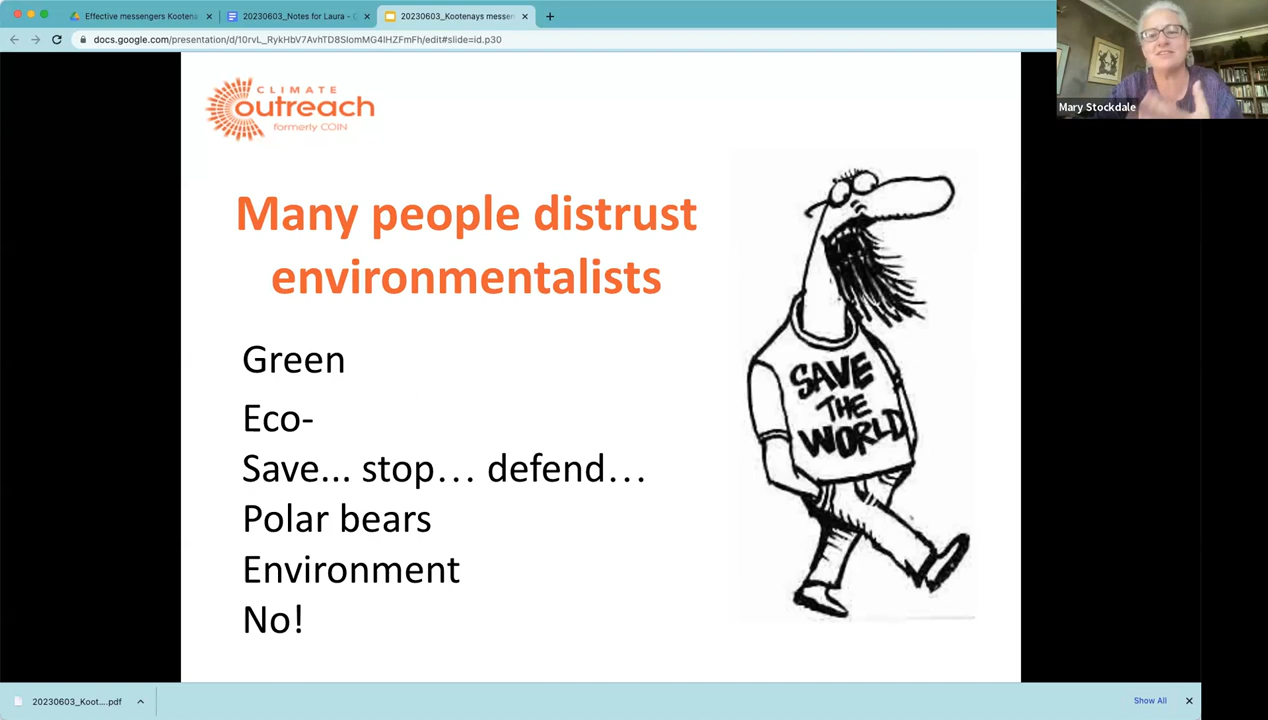 Effective messengers Kootena
20230603_Notes for Laura - G
20230603_Kootenays messen
docs.google.com/presentation/d/10rvL_RykHbV7AvhTD8SIomMG4lHZFmFh/edit#slide=id.p30
Mary Stockdale
CLIMATE
outreach
formerly COIN
Many people distrust
environmentalists
Green
Eco-
Save... stop... defend...
Polar bears
Environment
No!
SAVE
THE
WORLD
20230603_Koot....pdf
Show All